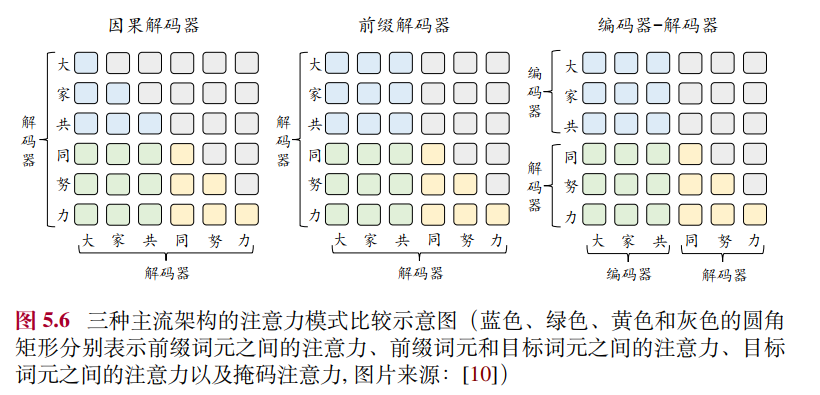 因果解码器
前缀解码器
编码器-解码器
解码器
大
家
共
同
努
力
大 家 共 同 努 力
解码器
解码器
大
家
共
同
努
力
大 家 共 同 努 力
解码器
编码器
解码器
大
家
共
同
努
力
大 家 共 同 努 力
编码器 解码器
图 5.6 三种主流架构的注意力模式比较示意图（蓝色、绿色、黄色和灰色的圆角
矩形分别表示前缀词元之间的注意力、前缀词元和目标词元之间的注意力、目标
词元之间的注意力以及掩码注意力, 图片来源：[10]）